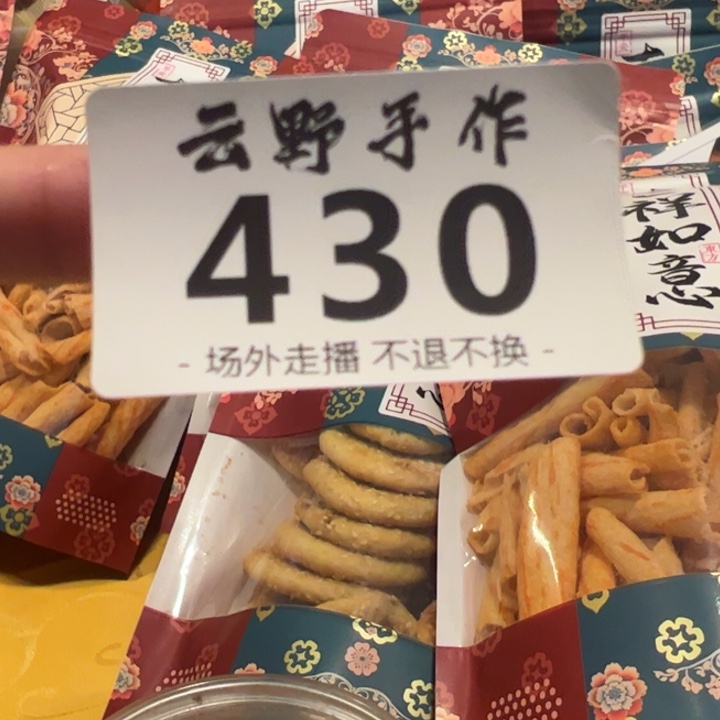 云野手作
430
- 场外走播 不退不换 -
祥
如
意